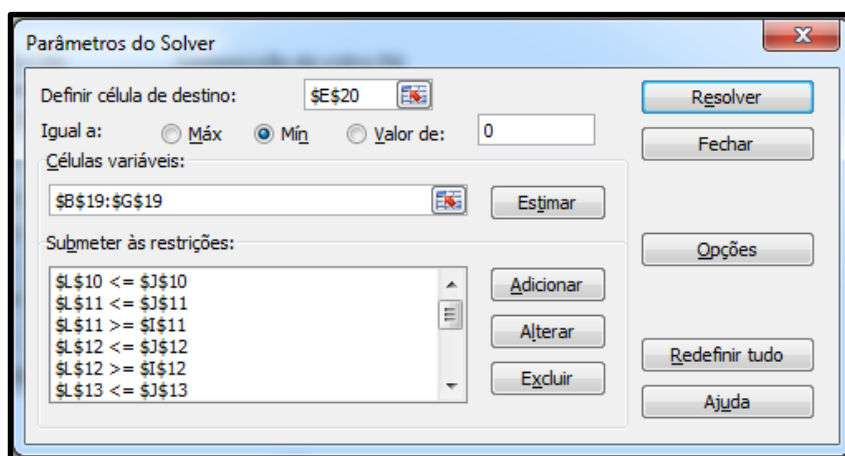 Parâmetros do Solver
Definir célula de destino: $E$20
Igual a: Máx Mín Valor de: 0
Células variáveis:
$B$19:$G$19
Estimar
Submeter às restrições:
$L$10 <= $J$10
$L$11 <= $J$11
$L$11 >= $I$11
$L$12 <= $J$12
$L$12 >= $I$12
$L$13 <= $J$13
Adicionar
Alterar
Excluir
Resolver
Fechar
Opções
Redefinir tudo
Ajuda